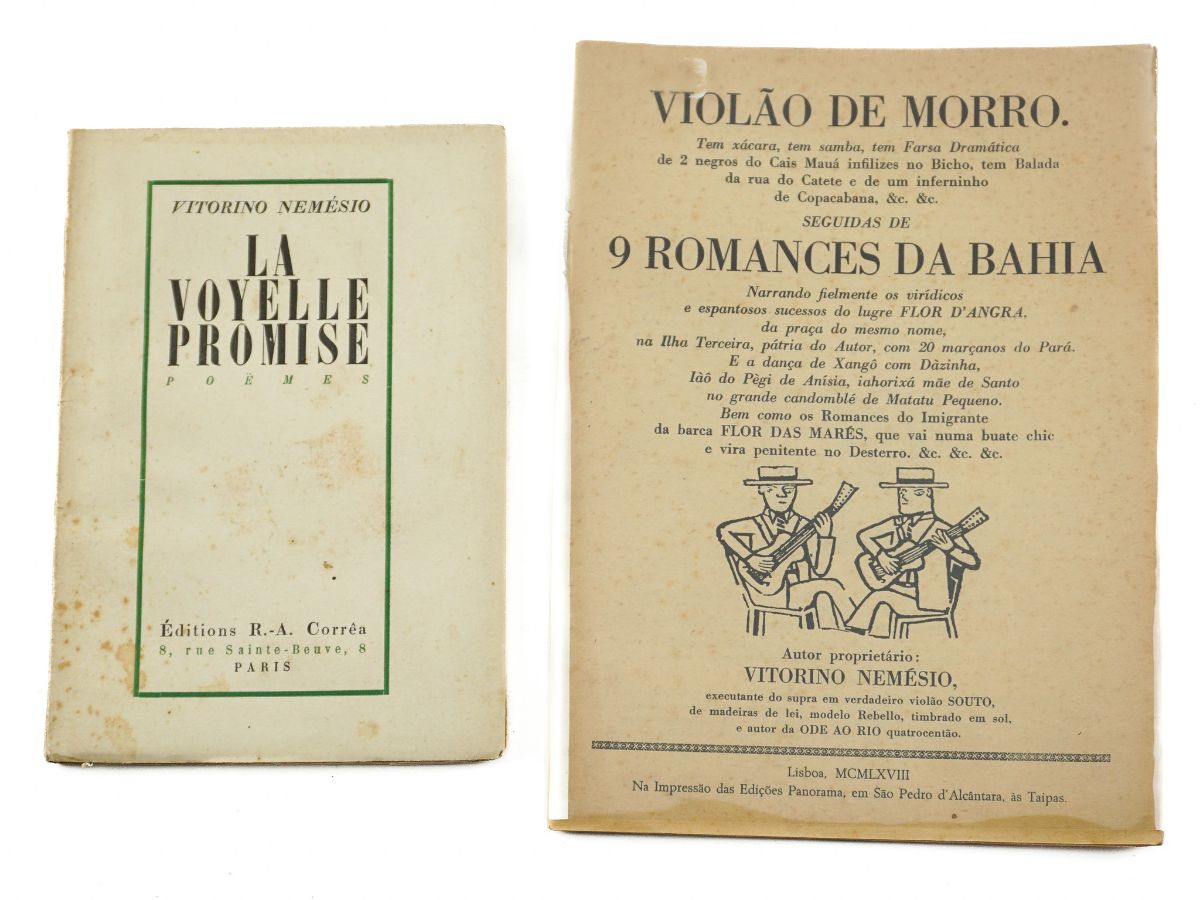 VITORINO NEMÉSIO
LA
VOYELLE
PROMISE
POËMES
Éditions R.-A. Corrêa
8, rue Sainte-Beuve, 8
PARIS
VIOLÃO DE MORRO.
Tem xácara, tem samba, tem Farsa Dramática
de 2 negros do Cais Mauá infilizes no Bicho, tem Balada
da rua do Catete e de um inferninho
de Copacabana, &c. &c.
SEGUIDAS DE
9 ROMANCES DA BAHIA
Narrando fielmente os virídicos
e espantosos sucessos do lugre FLOR D'ANGRA,
da praça do mesmo nome,
na Ilha Terceira, pátria do Autor, com 20 marçanos do Pará.
E a dança de Xangô com Dàzinha,
Iàô do Pègi de Anísia, iahorixá mãe de Santo
no grande candomblé de Matatu Pequeno.
Bem como os Romances do Imigrante
da barca FLOR DAS MARÉS, que vai numa buate chic
e vira penitente no Desterro. &c. &c. &c.
Autor proprietário:
VITORINO NEMÉSIO,
executante do supra em verdadeiro violão SOUTO,
de madeiras de lei, modelo Rebello, timbrado em sol,
e autor da ODE AO RIO quatrocentão.
Lisboa, MCMLXVIII
Na Impressão das Edições Panorama, em São Pedro d'Alcântara, às Taipas.